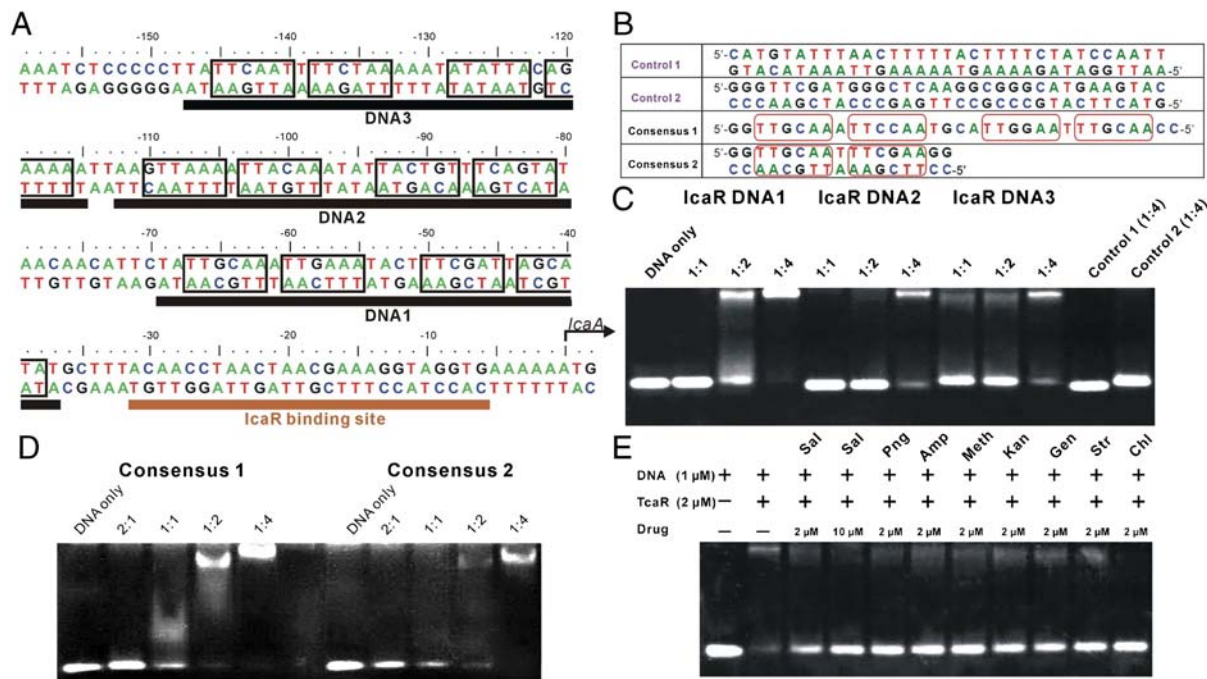 A
-150 -140 -130 -120
AAATCTCCCCCTTATTCAATTTTCTAAAAATATATTACAG
TTTAGAGGGGGAATAAGTTAAAAGATTTTTATATAATGTC
DNA3
-110 -100 -90 -80
AAAAATTAAGTTAAAATTACAAATATTACTGTTTCAGTAT
TTTTTAATTCAATTTTAATGTTTATAATGACAAAGTCATA
DNA2
-70 -60 -50 -40
AACAACATTCTATTGCAAATTGAAATACTTTCGATTAGCA
TTGTTGTAAGATAACGTTTAACTTTATGAAAGCTAATCGT
DNA1
-30 -20 -10 IcaA
TATGCTTTACAACCTAACTAACGAAAGGTAGGTGAAAAAATG
ATACGAAATGTTGGATTGATTGCTTTCCATCCACTTTTTTAC
IcaR binding site
B
Control 1
5'-CATGTATTTAACTTTTTACTTTTCTATCCAATT
GTACATAAATTGAAAAATGAAAAGATAGGTTAA-5'
Control 2
5'-GGGTTCGATGGGCTCAAGGCGGGCATGAAGTAC
CCCAAGCTACCCGAGTTCCGCCCGTACTTCATG-5'
Consensus 1
5'-GGTTGCAAATTCCAATGCATTGGAATTTGCAACC-5'
Consensus 2
5'-GGTTGCAATTTCGAAGG
CCAACGTTAAAGCTTCC-5'
C
IcaR DNA1 IcaR DNA2 IcaR DNA3
DNA only 1:1 1:2 1:4 1:1 1:2 1:4 1:1 1:2 1:4 Control 1 (1:4) Control 2 (1:4)
D
Consensus 1 Consensus 2
DNA only 2:1 1:1 1:2 1:4 DNA only 2:1 1:1 1:2 1:4
E
Sal Sal Png Amp Meth Kan Gen Str Chl
DNA (1 µM) + + + + + + + + + + +
TcaR (2 µM) − + + + + + + + + + +
Drug − − 2 µM 10 µM 2 µM 2 µM 2 µM 2 µM 2 µM 2 µM 2 µM